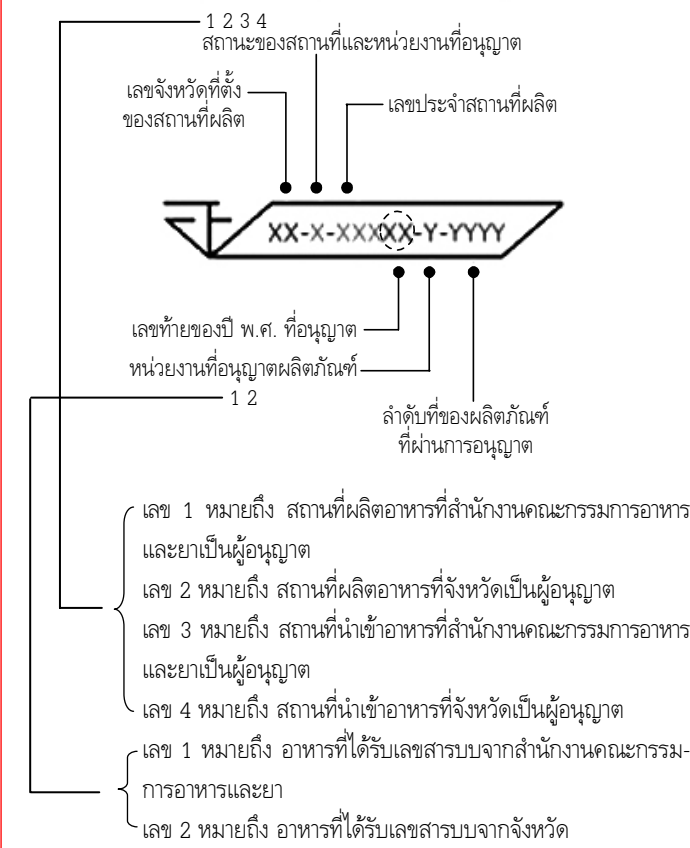 1 2 3 4
สถานะของสถานที่และหน่วยงานที่อนุญาต
เลขจังหวัดที่ตั้ง
ของสถานที่ผลิต
เลขประจำสถานที่ผลิต
XX-X-XXXXX-Y-YYYY
เลขท้ายของปี พ.ศ. ที่อนุญาต
หน่วยงานที่อนุญาตผลิตภัณฑ์
1 2
ลำดับที่ของผลิตภัณฑ์
ที่ผ่านการอนุญาต
เลข 1 หมายถึง สถานที่ผลิตอาหารที่สำนักงานคณะกรรมการอาหาร
และยาเป็นผู้อนุญาต
เลข 2 หมายถึง สถานที่ผลิตอาหารที่จังหวัดเป็นผู้อนุญาต
เลข 3 หมายถึง สถานที่นำเข้าอาหารที่สำนักงานคณะกรรมการอาหาร
และยาเป็นผู้อนุญาต
เลข 4 หมายถึง สถานที่นำเข้าอาหารที่จังหวัดเป็นผู้อนุญาต
เลข 1 หมายถึง อาหารที่ได้รับเลขสารบบจากสำนักงานคณะกรรม-
การอาหารและยา
เลข 2 หมายถึง อาหารที่ได้รับเลขสารบบจากจังหวัด